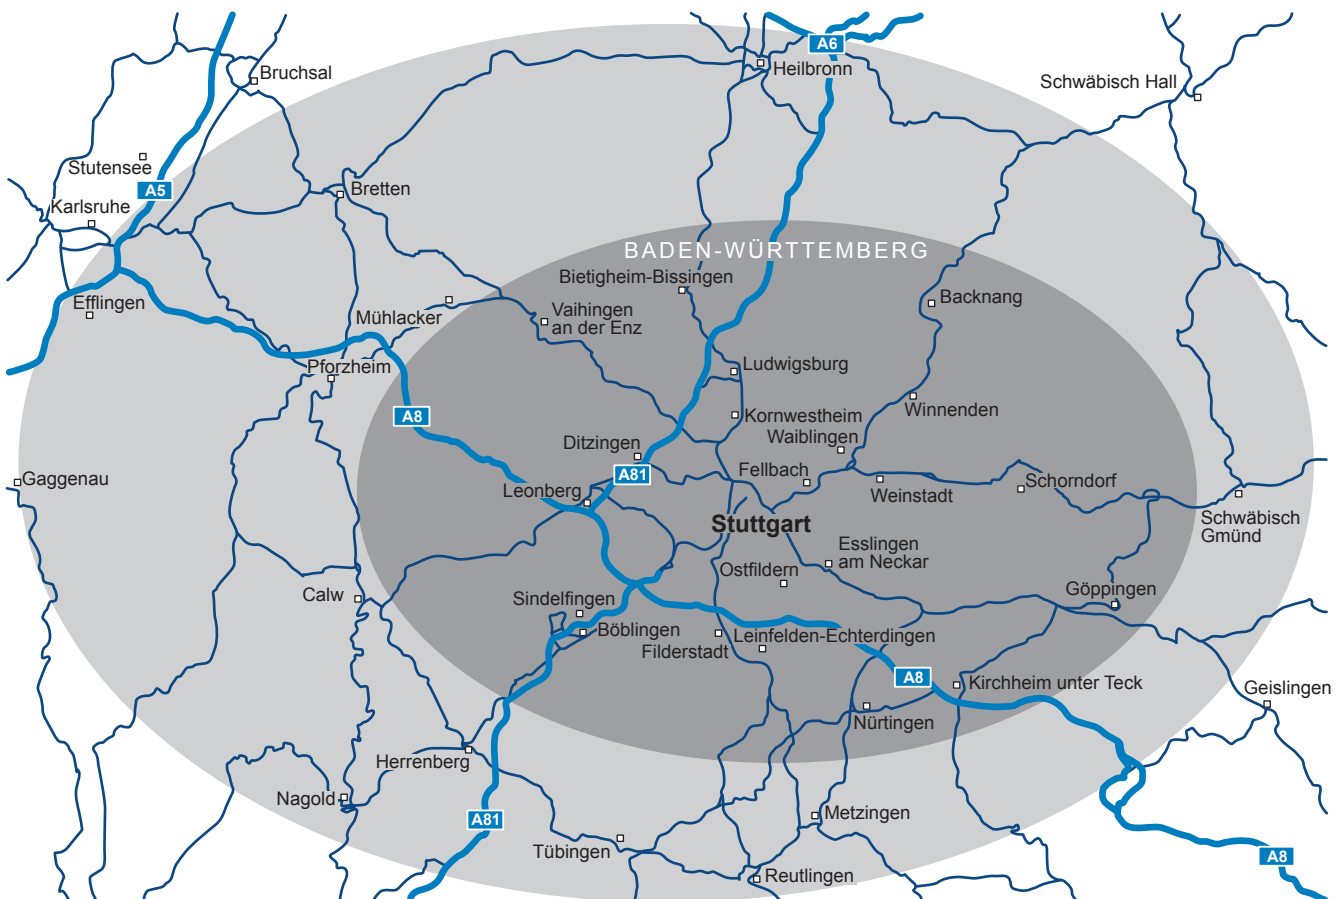 A6
Heilbronn
Bruchsal
Schwäbisch Hall
Stutensee
A5
Bretten
Karlsruhe
BADEN-WÜRTTEMBERG
Bietigheim-Bissingen
Efflingen
Backnang
Vaihingen
an der Enz
Mühlacker
Pforzheim
Ludwigsburg
A8
Kornwestheim
Winnenden
Waiblingen
Ditzingen
A81
Fellbach
Gaggenau
Leonberg
Weinstadt
Schorndorf
Stuttgart
Schwäbisch
Gmünd
Esslingen
am Neckar
Ostfildern
Göppingen
Calw
Sindelfingen
Böblingen
Leinfelden-Echterdingen
Filderstadt
A8
Kirchheim unter Teck
Geislingen
Nürtingen
Herrenberg
Nagold
A81
Metzingen
Tübingen
A8
Reutlingen